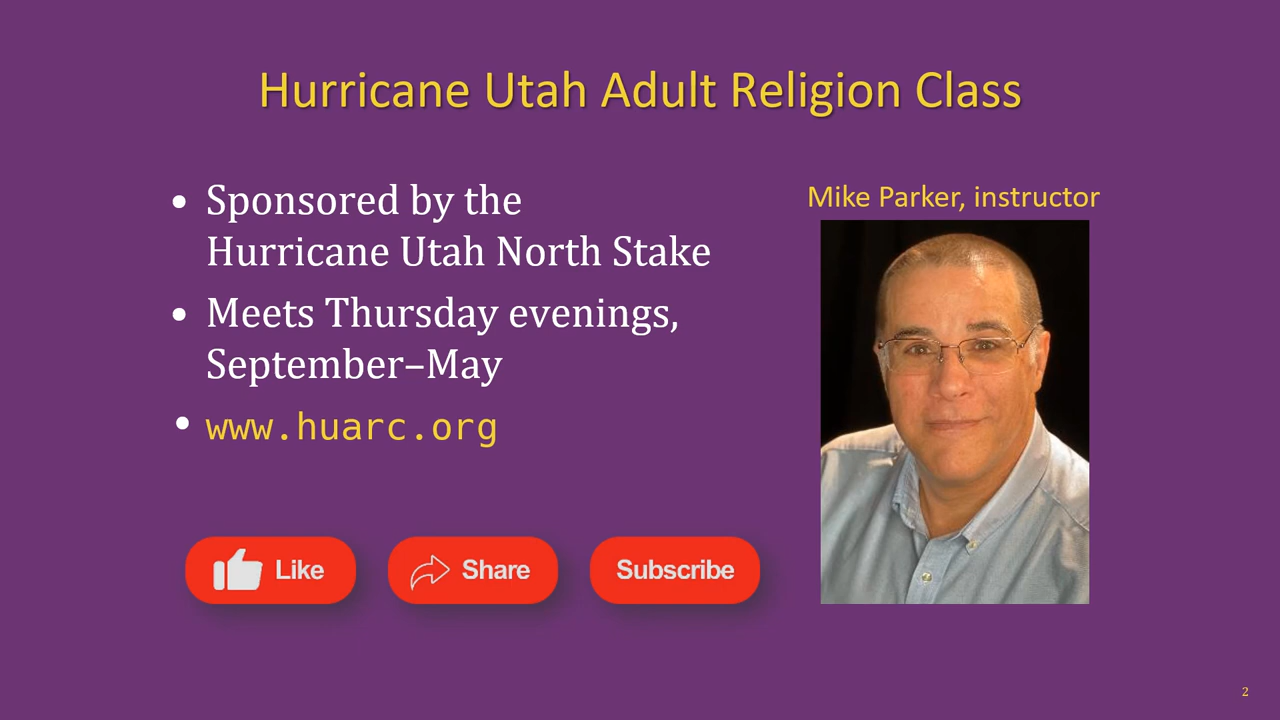 Hurricane Utah Adult Religion Class
• Sponsored by the
Hurricane Utah North Stake
• Meets Thursday evenings,
September–May
• www.huarc.org
Mike Parker, instructor
Like
Share
Subscribe
2